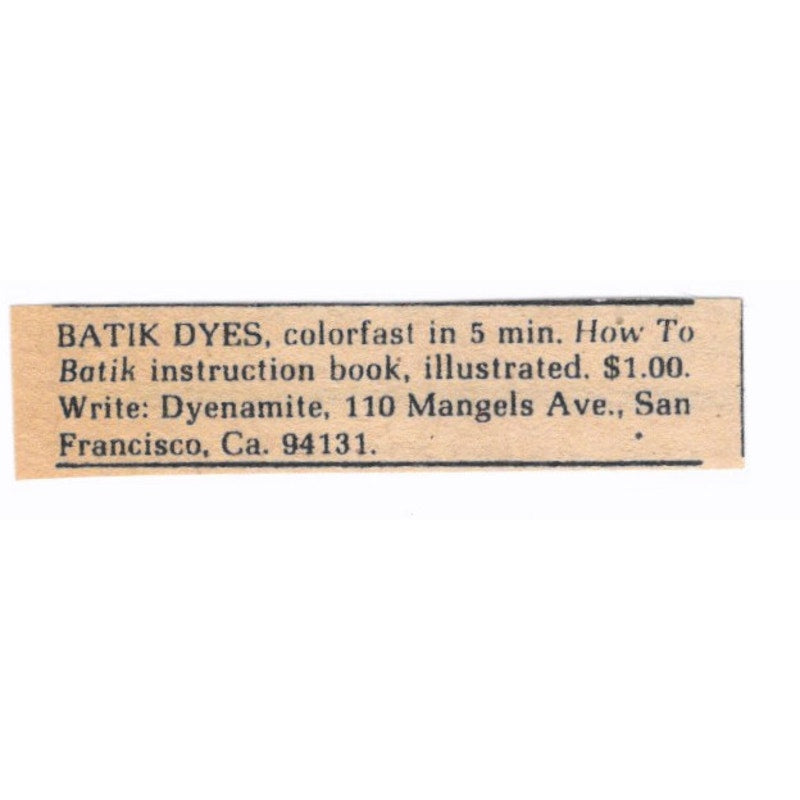 BATIK DYES, colorfast in 5 min. How To
Batik instruction book, illustrated. $1.00.
Write: Dyenamite, 110 Mangels Ave., San
Francisco, Ca. 94131.